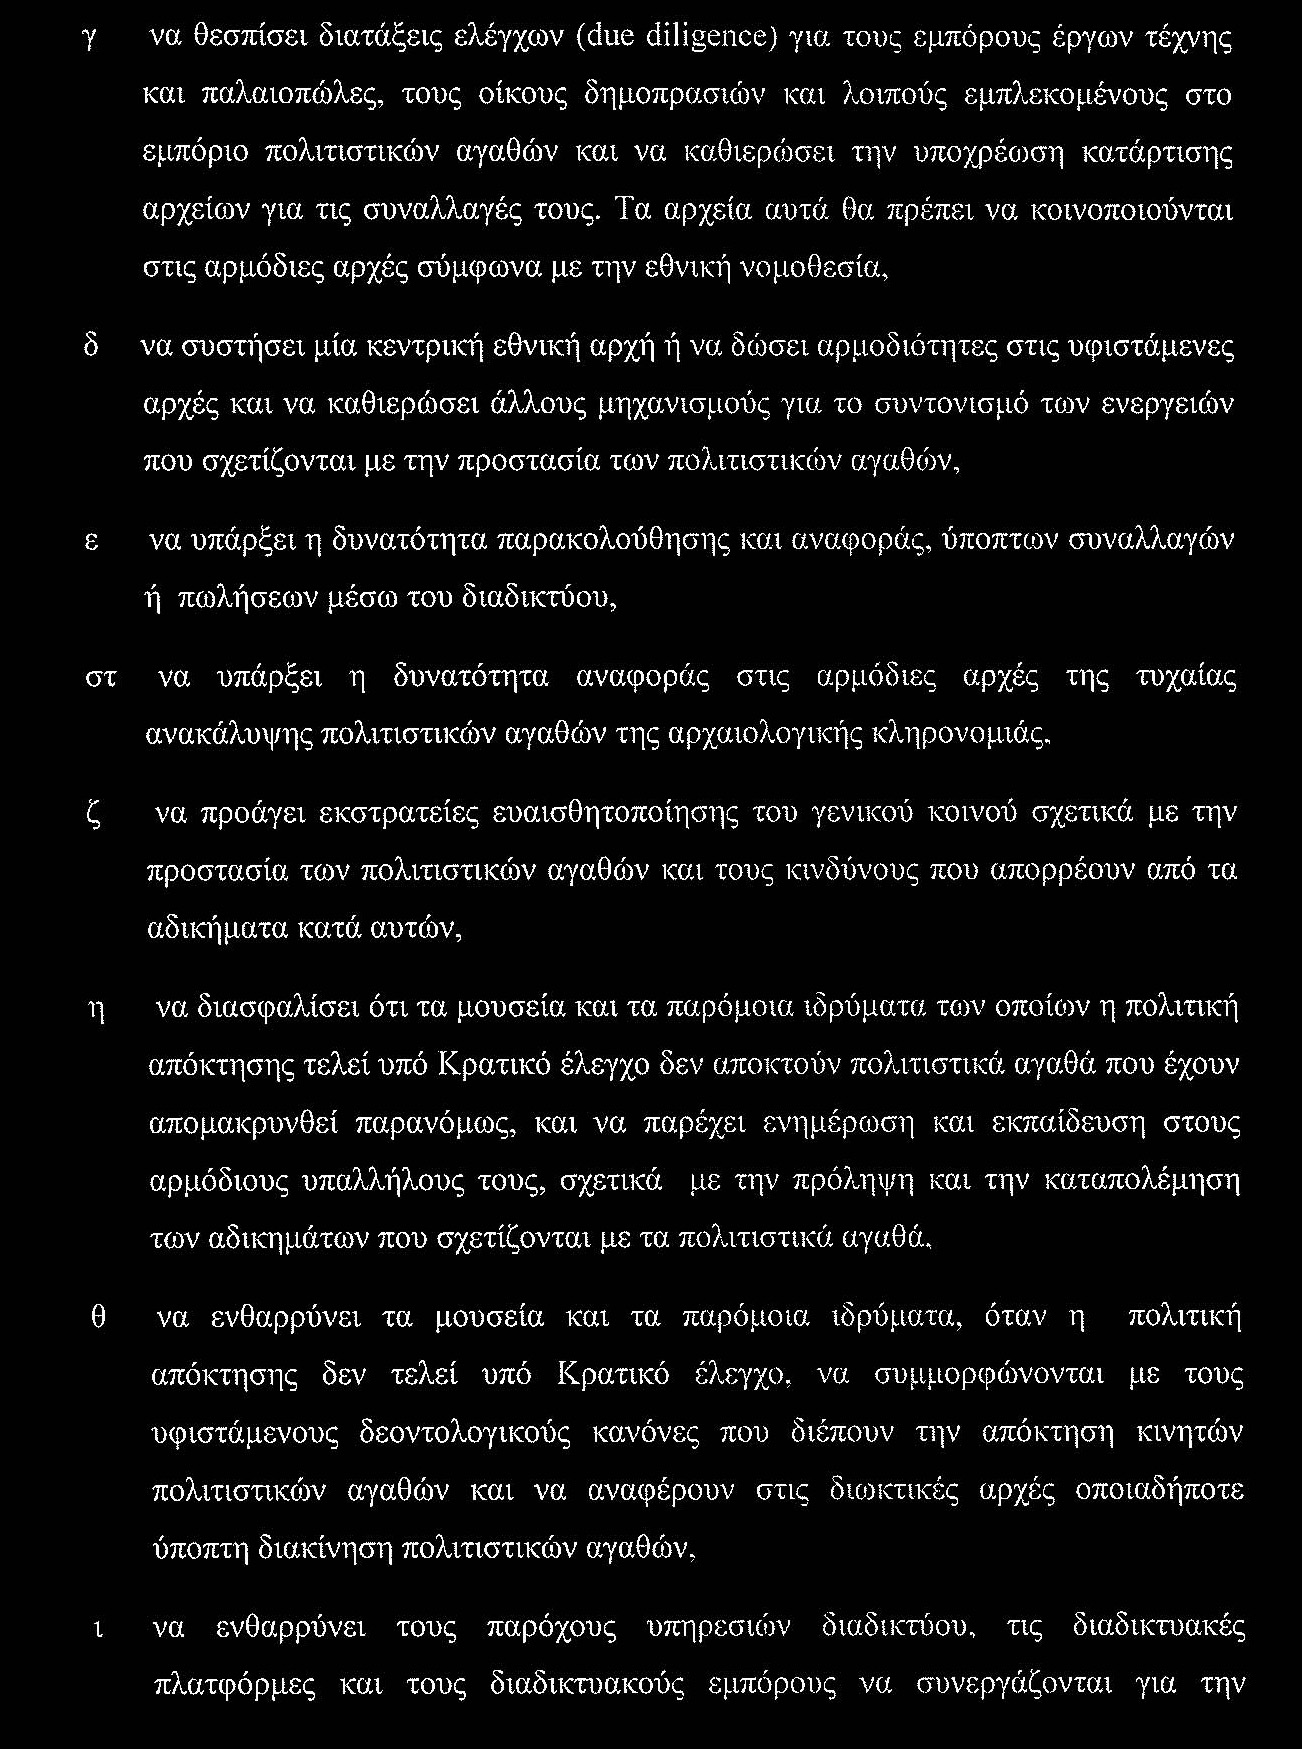 γ να θεσπίσει διατάξεις ελέγχων (due diligence) για τους εμπόρους έργων τέχνης
και παλαιοπώλες, τους οίκους δημοπρασιών και λοιπούς εμπλεκομένους στο
εμπόριο πολιτιστικών αγαθών και να καθιερώσει την υποχρέωση κατάρτισης
αρχείων για τις συναλλαγές τους. Τα αρχεία αυτά θα πρέπει να κοινοποιούνται
στις αρμόδιες αρχές σύμφωνα με την εθνική νομοθεσία,
δ να συστήσει μία κεντρική εθνική αρχή ή να δώσει αρμοδιότητες στις υφιστάμενες
αρχές και να καθιερώσει άλλους μηχανισμούς για το συντονισμό των ενεργειών
που σχετίζονται με την προστασία των πολιτιστικών αγαθών,
ε να υπάρξει η δυνατότητα παρακολούθησης και αναφοράς, ύποπτων συναλλαγών
ή πωλήσεων μέσω του διαδικτύου,
στ να υπάρξει η δυνατότητα αναφοράς στις αρμόδιες αρχές της τυχαίας
ανακάλυψης πολιτιστικών αγαθών της αρχαιολογικής κληρονομιάς,
ζ να προάγει εκστρατείες ευαισθητοποίησης του γενικού κοινού σχετικά με την
προστασία των πολιτιστικών αγαθών και τους κινδύνους που απορρέουν από τα
αδικήματα κατά αυτών,
η να διασφαλίσει ότι τα μουσεία και τα παρόμοια ιδρύματα των οποίων η πολιτική
απόκτησης τελεί υπό Κρατικό έλεγχο δεν αποκτούν πολιτιστικά αγαθά που έχουν
απομακρυνθεί παρανόμως, και να παρέχει ενημέρωση και εκπαίδευση στους
αρμόδιους υπαλλήλους τους, σχετικά με την πρόληψη και την καταπολέμηση
των αδικημάτων που σχετίζονται με τα πολιτιστικά αγαθά,
θ να ενθαρρύνει τα μουσεία και τα παρόμοια ιδρύματα, όταν η πολιτική
απόκτησης δεν τελεί υπό Κρατικό έλεγχο, να συμμορφώνονται με τους
υφιστάμενους δεοντολογικούς κανόνες που διέπουν την απόκτηση κινητών
πολιτιστικών αγαθών και να αναφέρουν στις διωκτικές αρχές οποιαδήποτε
ύποπτη διακίνηση πολιτιστικών αγαθών,
ι να ενθαρρύνει τους παρόχους υπηρεσιών διαδικτύου, τις διαδικτυακές
πλατφόρμες και τους διαδικτυακούς εμπόρους να συνεργάζονται για την